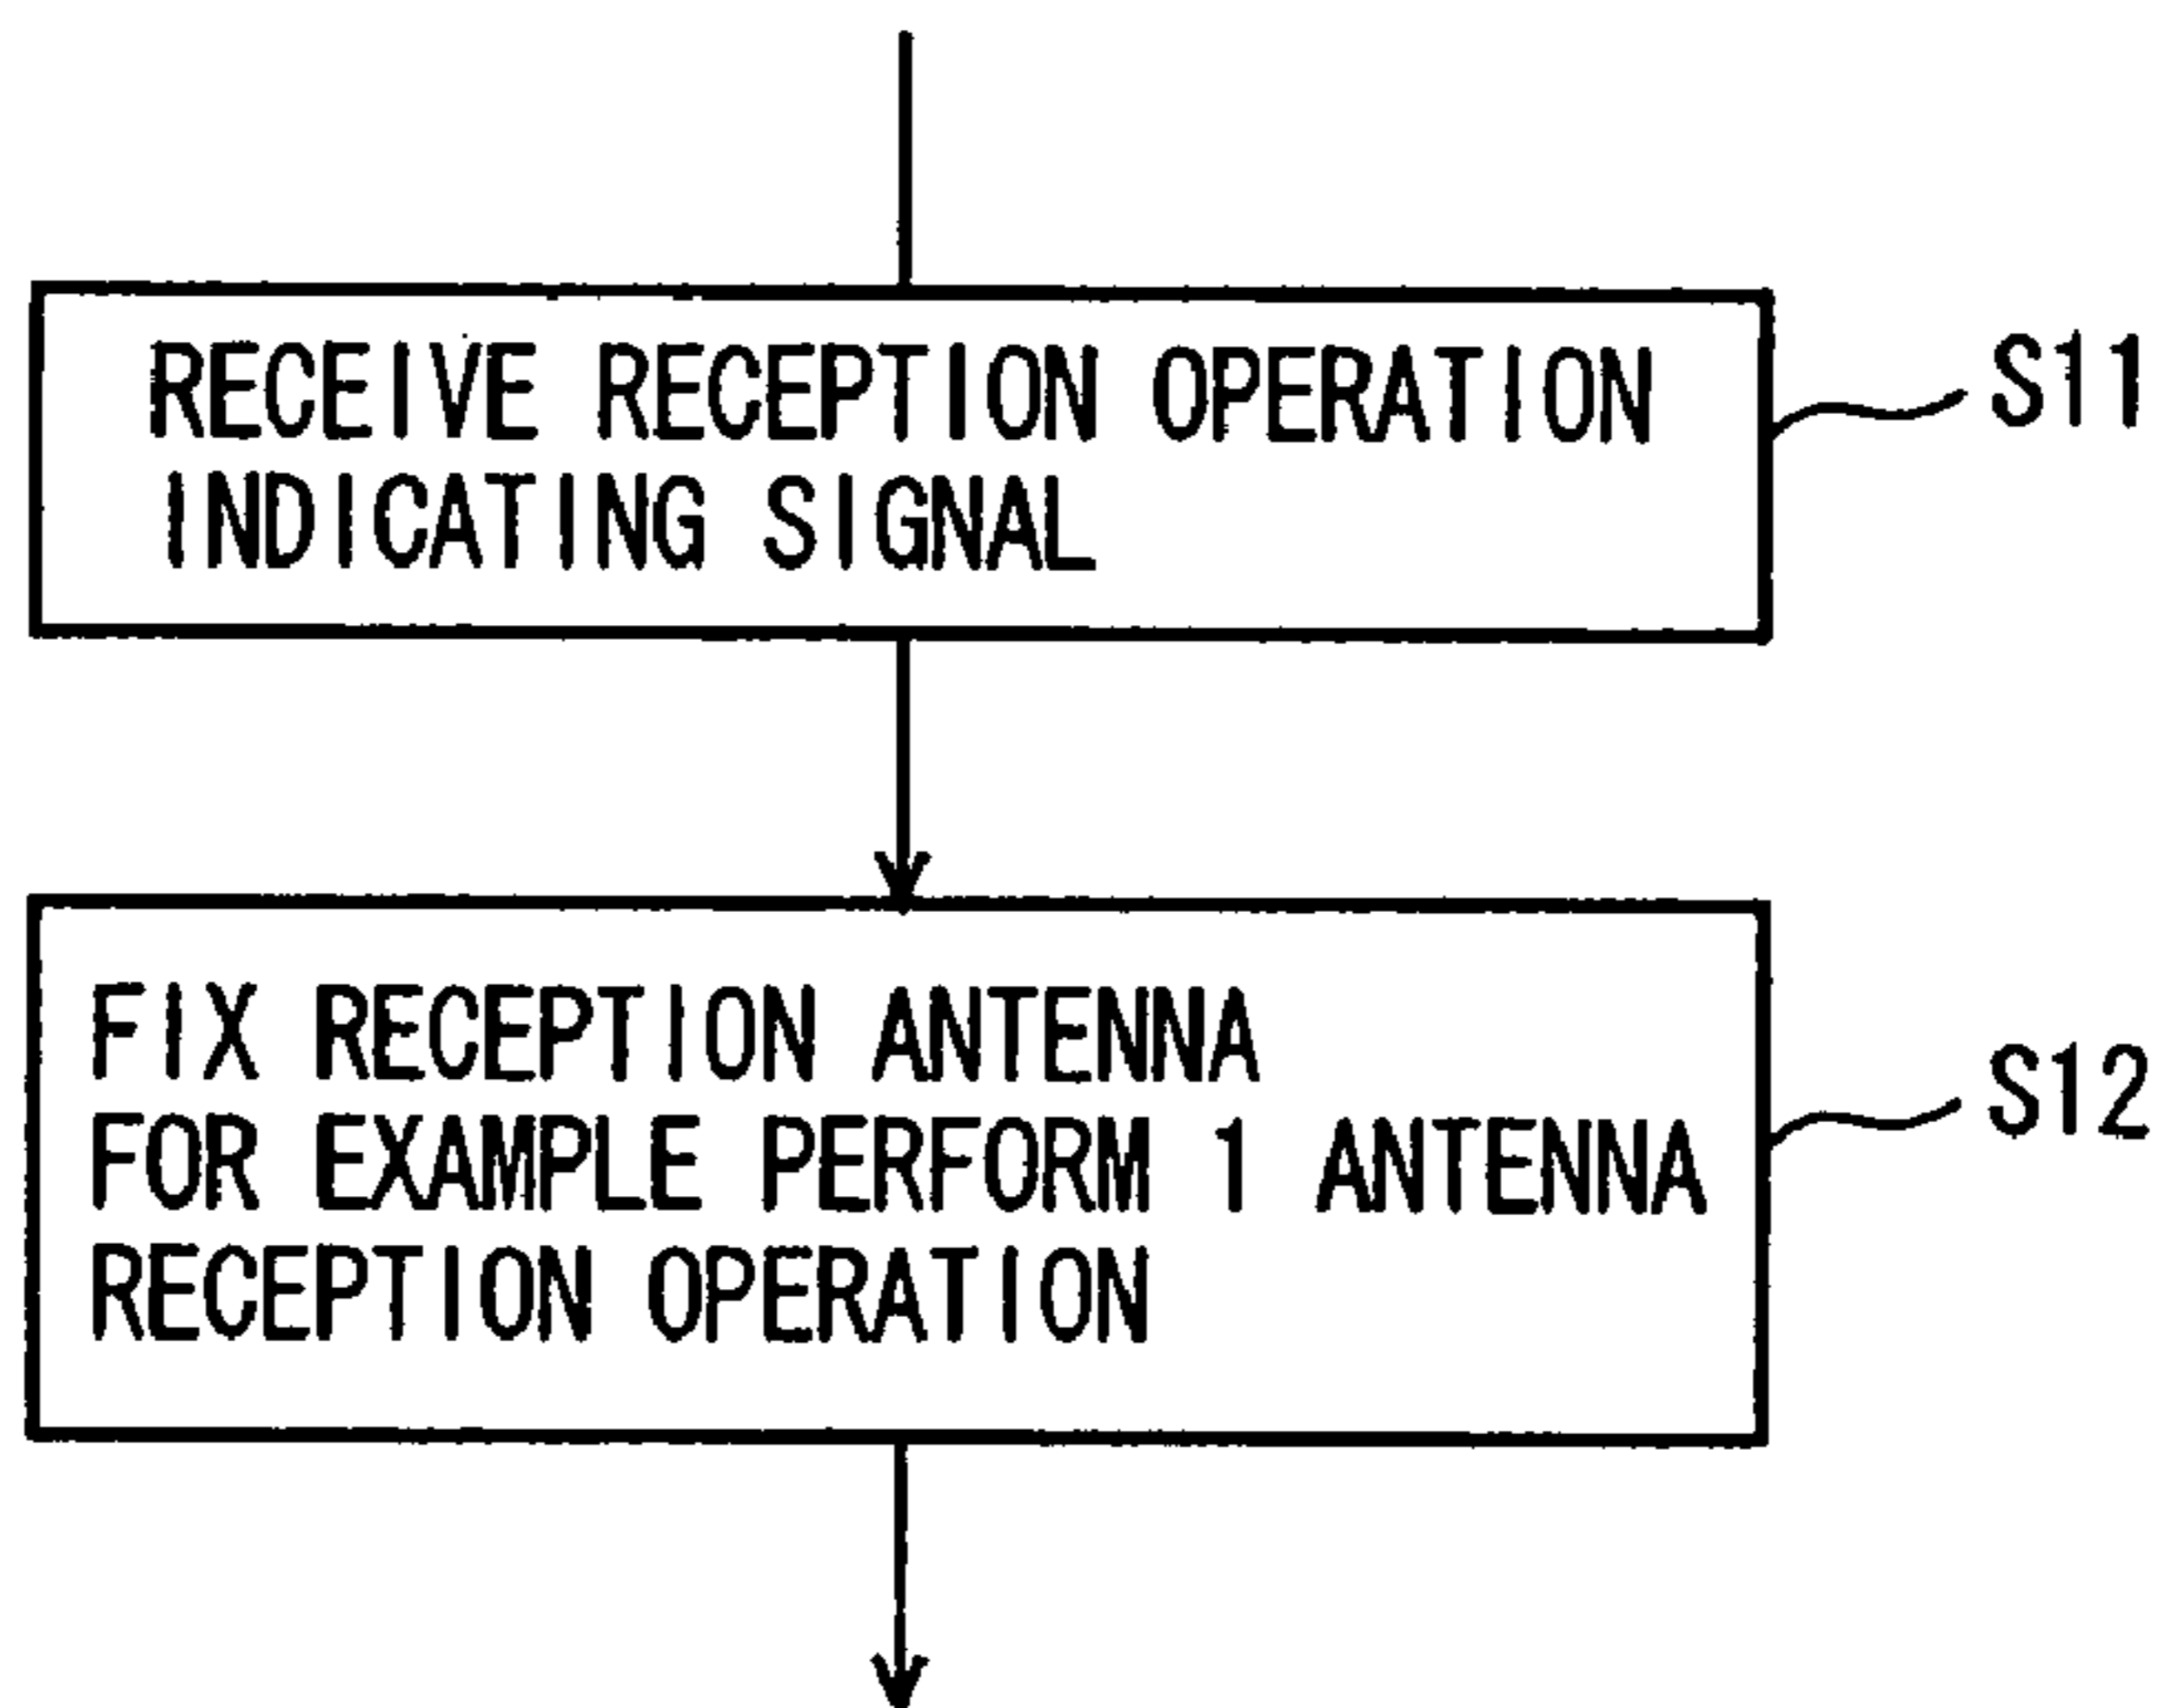 RECEIVE RECEPTION OPERATION
INDICATING SIGNAL
S11
FIX RECEPTION ANTENNA
FOR EXAMPLE PERFORM 1 ANTENNA
RECEPTION OPERATION
S12